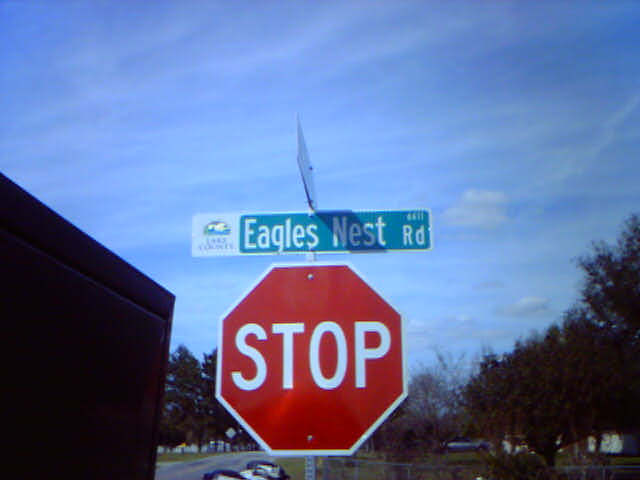 LAKE
COUNTY
Eagles Nest Rd
6611
STOP